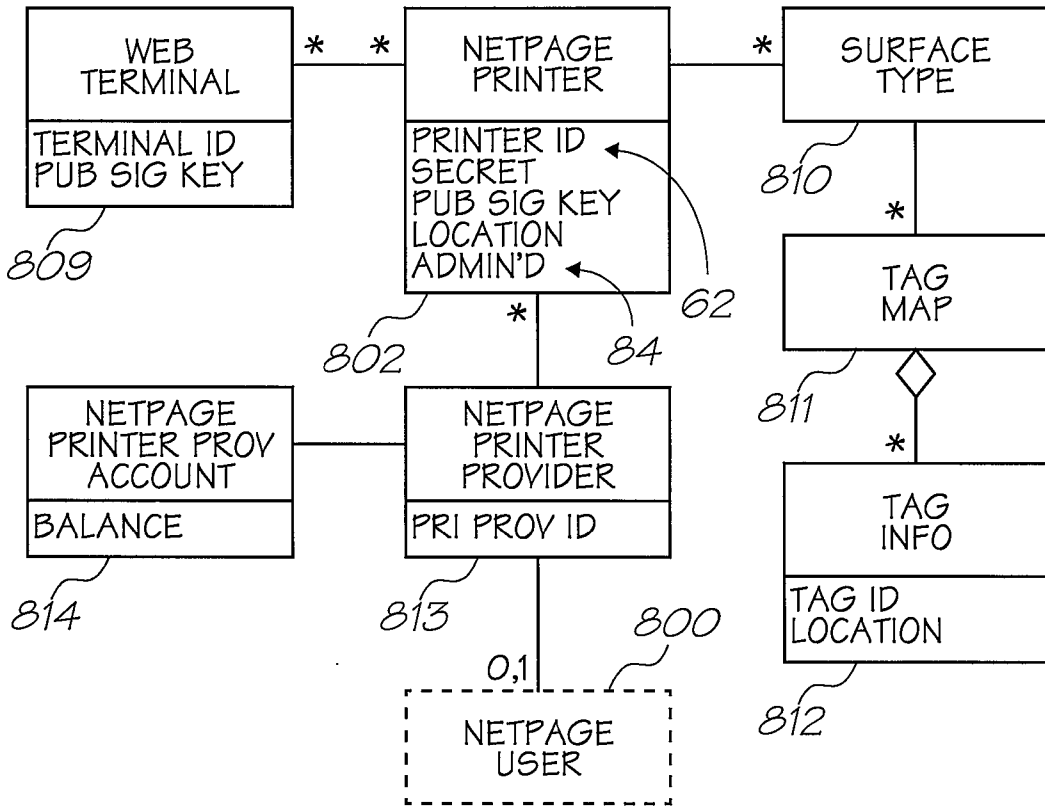 WEB
TERMINAL
TERMINAL ID
PUB SIG KEY
809
*
*
NETPAGE
PRINTER
PRINTER ID
SECRET
PUB SIG KEY
LOCATION
ADMIN'D
802
62
84
*
*
SURFACE
TYPE
810
*
TAG
MAP
811
*
TAG
INFO
TAG ID
LOCATION
812
NETPAGE
PRINTER PROV
ACCOUNT
BALANCE
814
NETPAGE
PRINTER
PROVIDER
PRI PROV ID
813
0,1
800
NETPAGE
USER